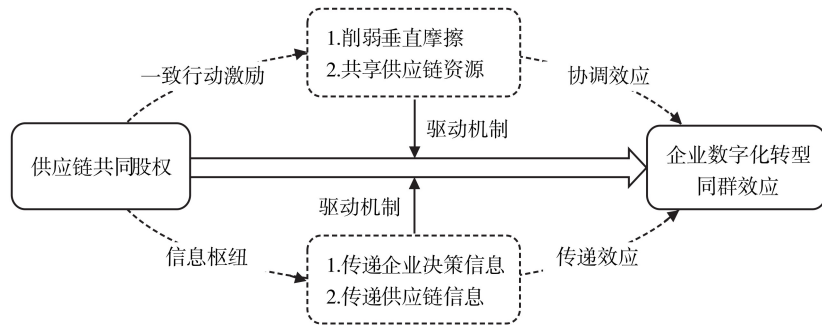 1.削弱垂直摩擦
2.共享供应链资源
一致行动激励
协调效应
驱动机制
供应链共同股权
企业数字化转型
同群效应
驱动机制
信息枢纽
1.传递企业决策信息
2.传递供应链信息
传递效应